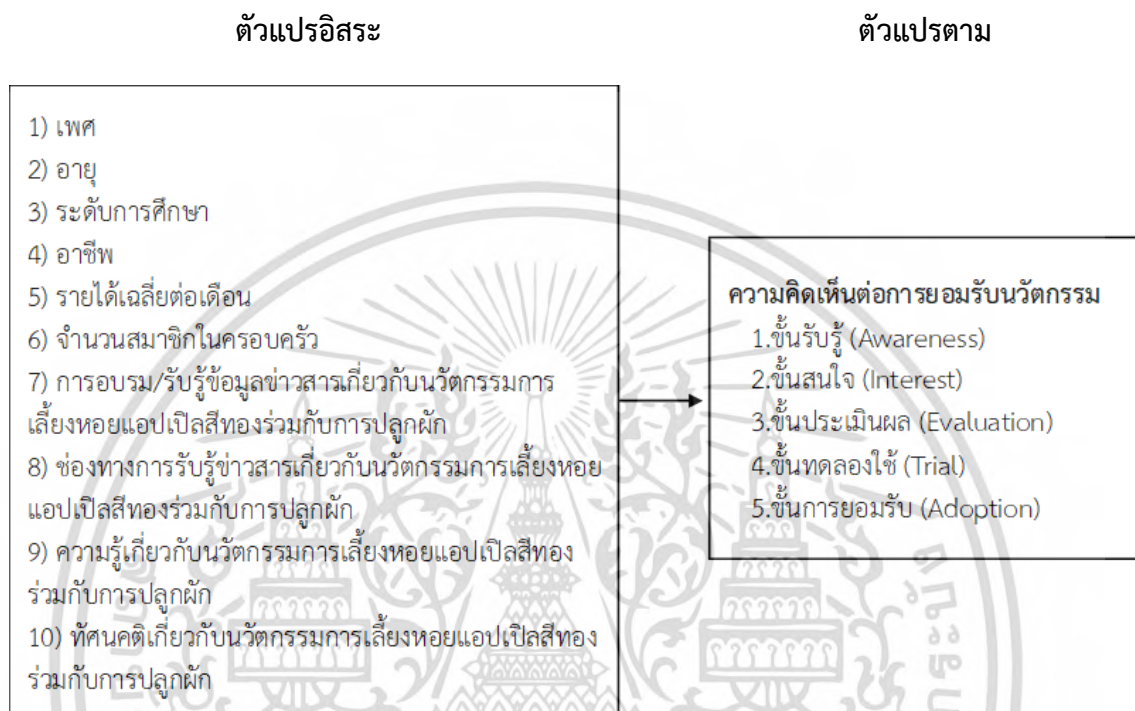 ตัวแปรอิสระ
ตัวแปรตาม
1) เพศ
2) อายุ
3) ระดับการศึกษา
4) อาชีพ
5) รายได้เฉลี่ยต่อเดือน
6) จำนวนสมาชิกในครอบครัว
7) การอบรม/รับรู้ข้อมูลข่าวสารเกี่ยวกับนวัตกรรมการ
เลี้ยงหอยแอปเปิลสีทองร่วมกับการปลูกผัก
8) ช่องทางการรับรู้ข่าวสารเกี่ยวกับนวัตกรรมการเลี้ยงหอย
แอปเปิลสีทองร่วมกับการปลูกผัก
9) ความรู้เกี่ยวกับนวัตกรรมการเลี้ยงหอยแอปเปิลสีทอง
ร่วมกับการปลูกผัก
10) ทัศนคติเกี่ยวกับนวัตกรรมการเลี้ยงหอยแอปเปิลสีทอง
ร่วมกับการปลูกผัก
ความคิดเห็นต่อการยอมรับนวัตกรรม
1.ขั้นรับรู้ (Awareness)
2.ขั้นสนใจ (Interest)
3.ขั้นประเมินผล (Evaluation)
4.ขั้นทดลองใช้ (Trial)
5.ขั้นการยอมรับ (Adoption)